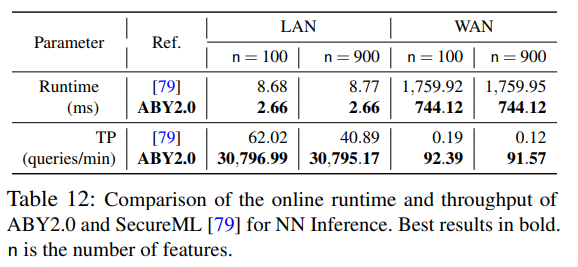 Parameter Ref. LAN WAN
n = 100 n = 900 n = 100 n = 900
Runtime [79] 8.68 8.77 1,759.92 1,759.95
(ms) ABY2.0 2.66 2.66 744.12 744.12
TP [79] 62.02 40.89 0.19 0.12
(queries/min) ABY2.0 30,796.99 30,795.17 92.39 91.57
Table 12: Comparison of the online runtime and throughput of
ABY2.0 and SecureML [79] for NN Inference. Best results in bold.
n is the number of features.